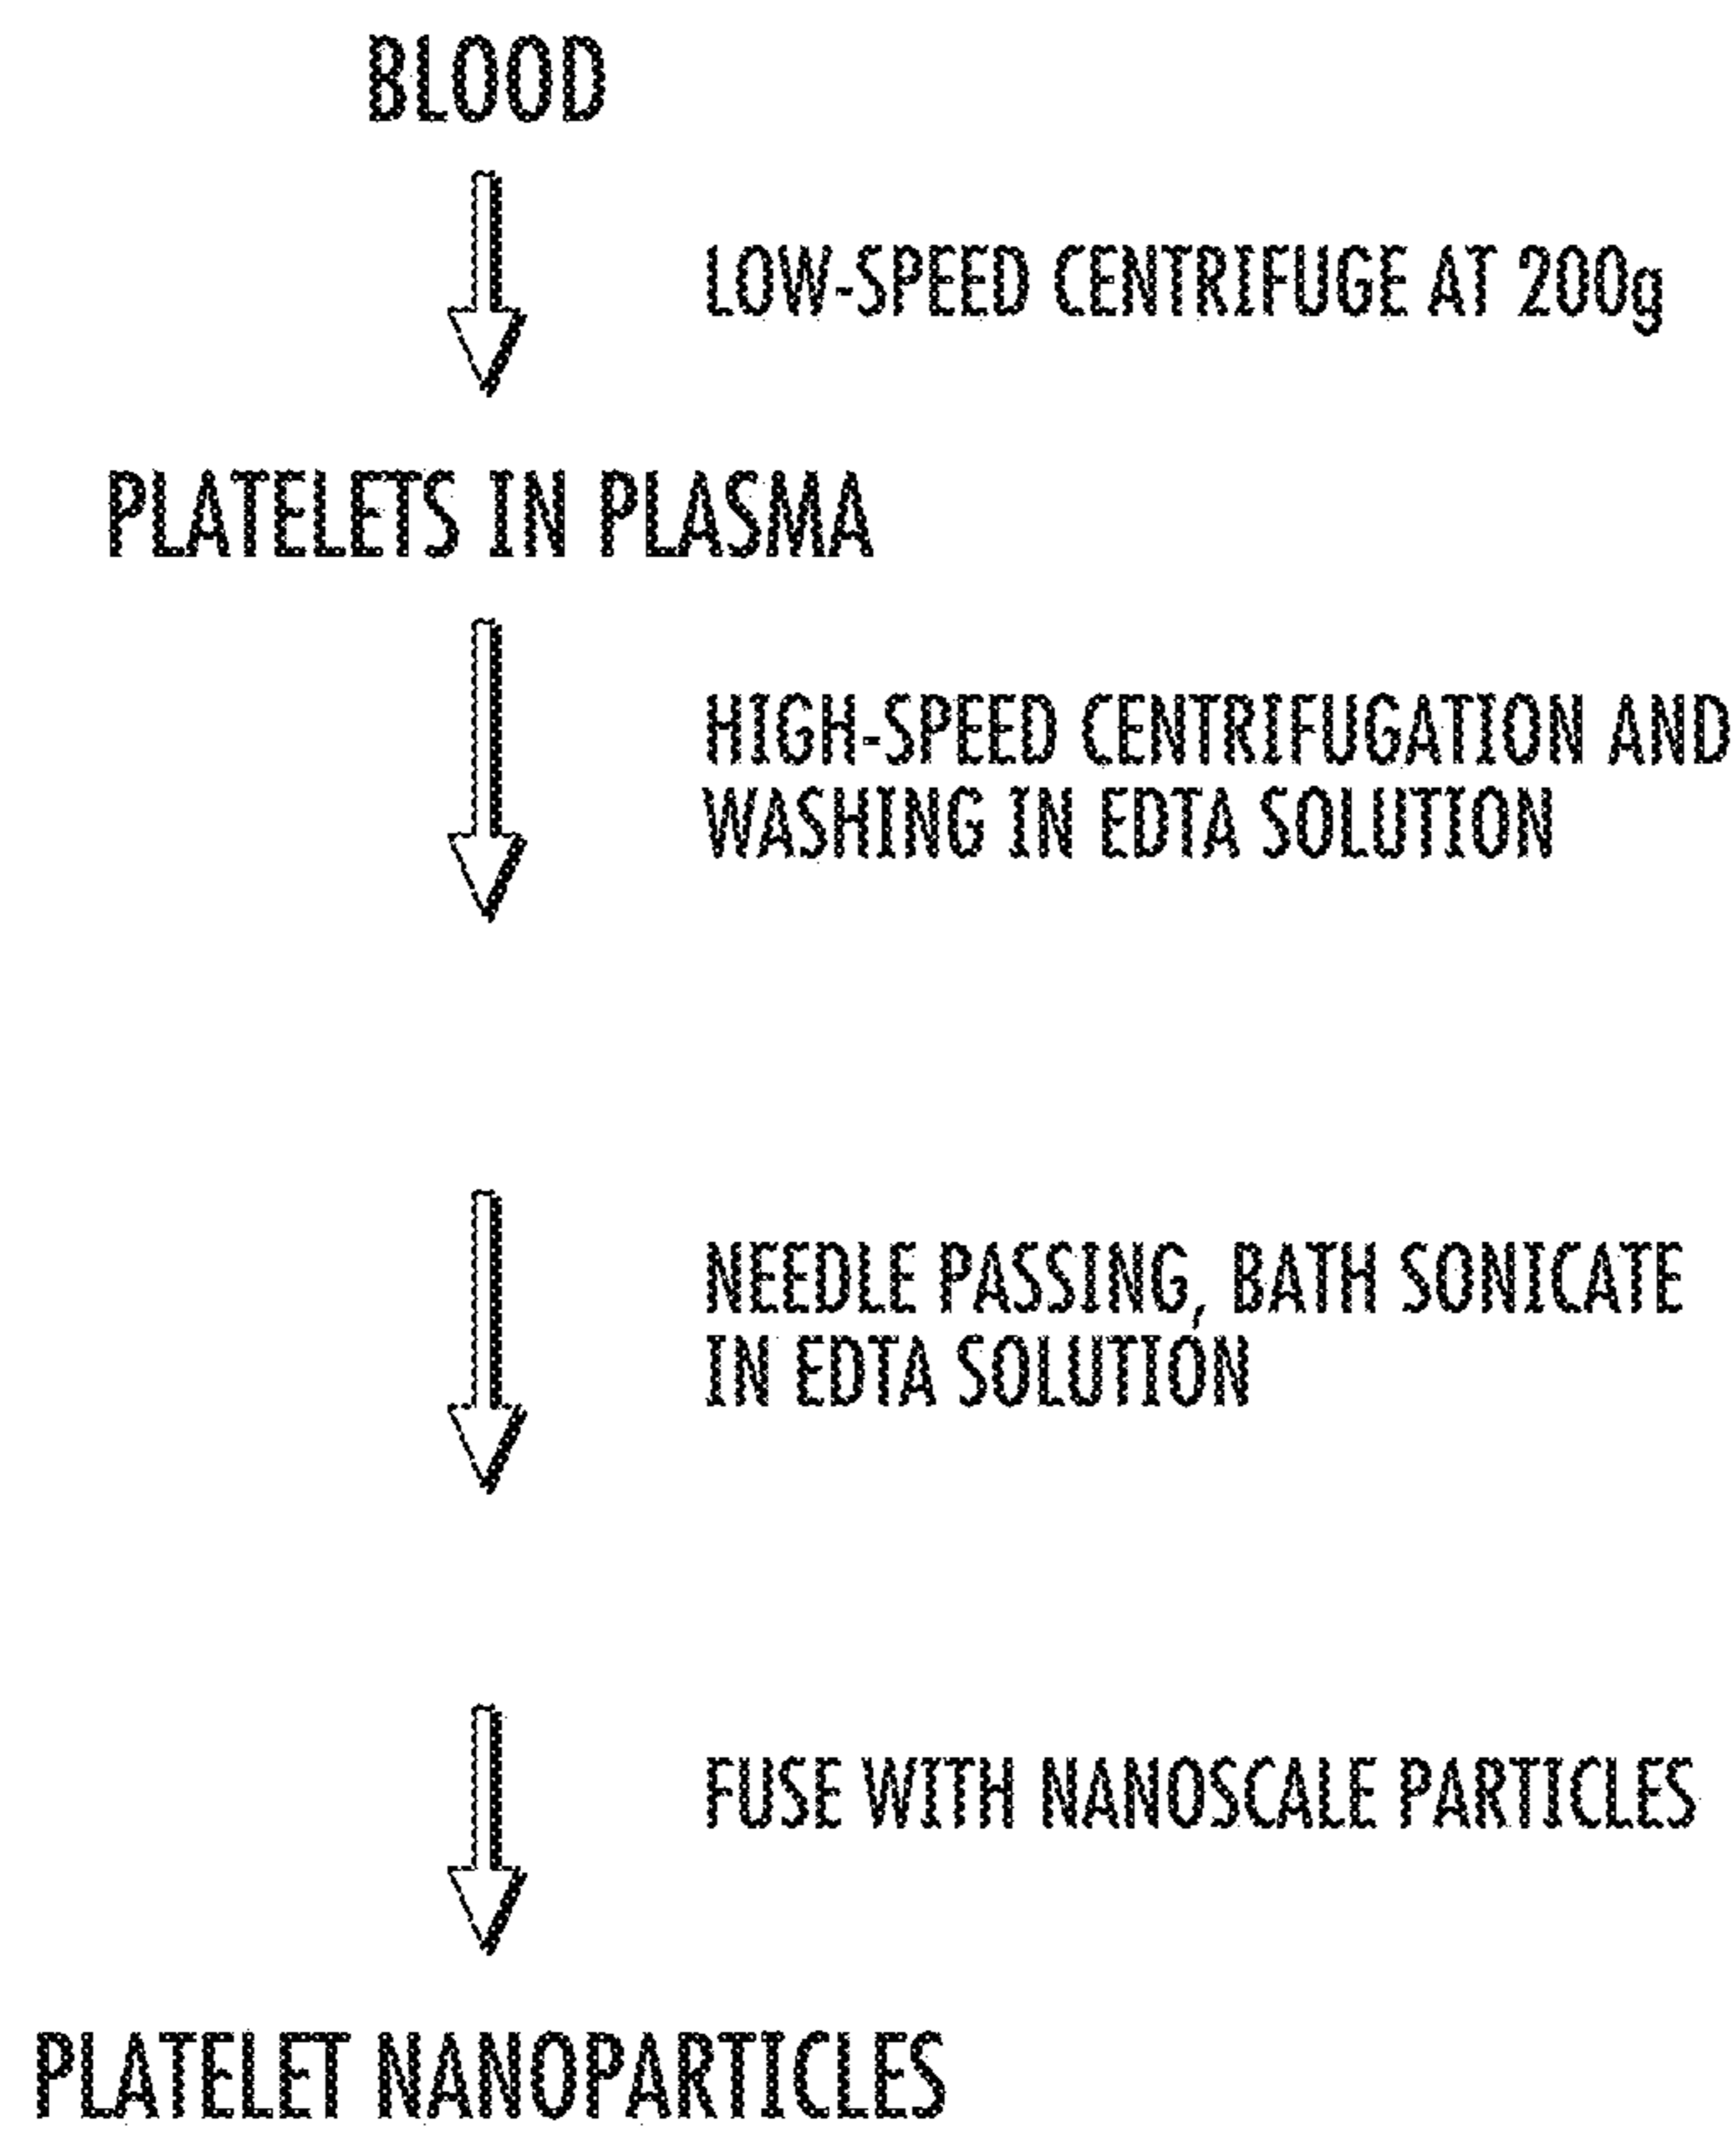 BLOOD
LOW-SPEED CENTRIFUGE AT 200g
PLATELETS IN PLASMA
HIGH-SPEED CENTRIFUGATION AND
WASHING IN EDTA SOLUTION
NEEDLE PASSING, BATH SONICATE
IN EDTA SOLUTION
FUSE WITH NANOSCALE PARTICLES
PLATELET NANOPARTICLES